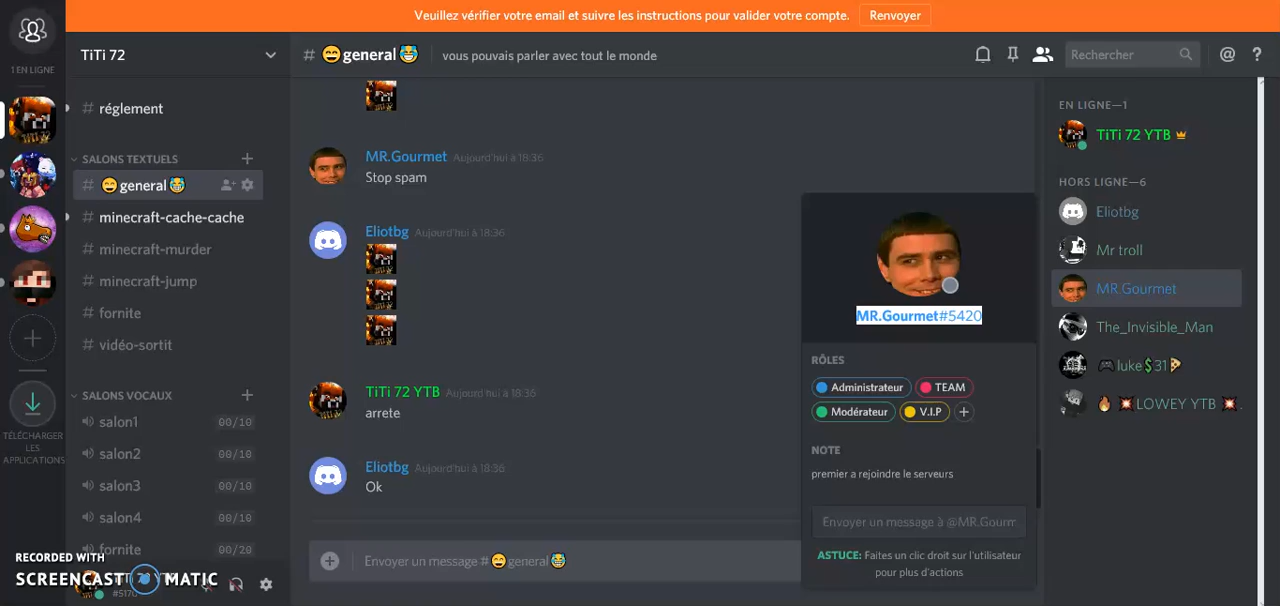 Veuillez vérifier votre email et suivre les instructions pour valider votre compte. Renvoyer
1 EN LIGNE
TÉLÉCHARGER
LES
APPLICATIONS
TiTi 72
# réglement
SALONS TEXTUELS +
# 😄general😹
# minecraft-cache-cache
# minecraft-murder
# minecraft-jump
# fornite
# vidéo-sortit
SALONS VOCAUX +
salon1 00/10
salon2 00/10
salon3 00/10
salon4 00/10
fornite 00/20
RECORDED WITH
SCREENCAST MATIC
#5170
# 😄general😹 vous pouvais parler avec tout le monde
Rechercher @ ?
MR.Gourmet Aujourd'hui à 18:36
Stop spam
Eliotbg Aujourd'hui à 18:36
TiTi 72 YTB Aujourd'hui à 18:36
arrete
Eliotbg Aujourd'hui à 18:36
Ok
Envoyer un message # 😄general😹
MR.Gourmet#5420
RÔLES
Administrateur TEAM
Modérateur V.I.P +
NOTE
premier a rejoindre le serveurs
Envoyer un message à @MR.Gourm
ASTUCE: Faites un clic droit sur l'utilisateur
pour plus d'actions
EN LIGNE—1
TiTi 72 YTB
HORS LIGNE—6
Eliotbg
Mr troll
MR.Gourmet
The_Invisible_Man
🎮luke$31🍕
🔥 💥LOWEY YTB 💥.